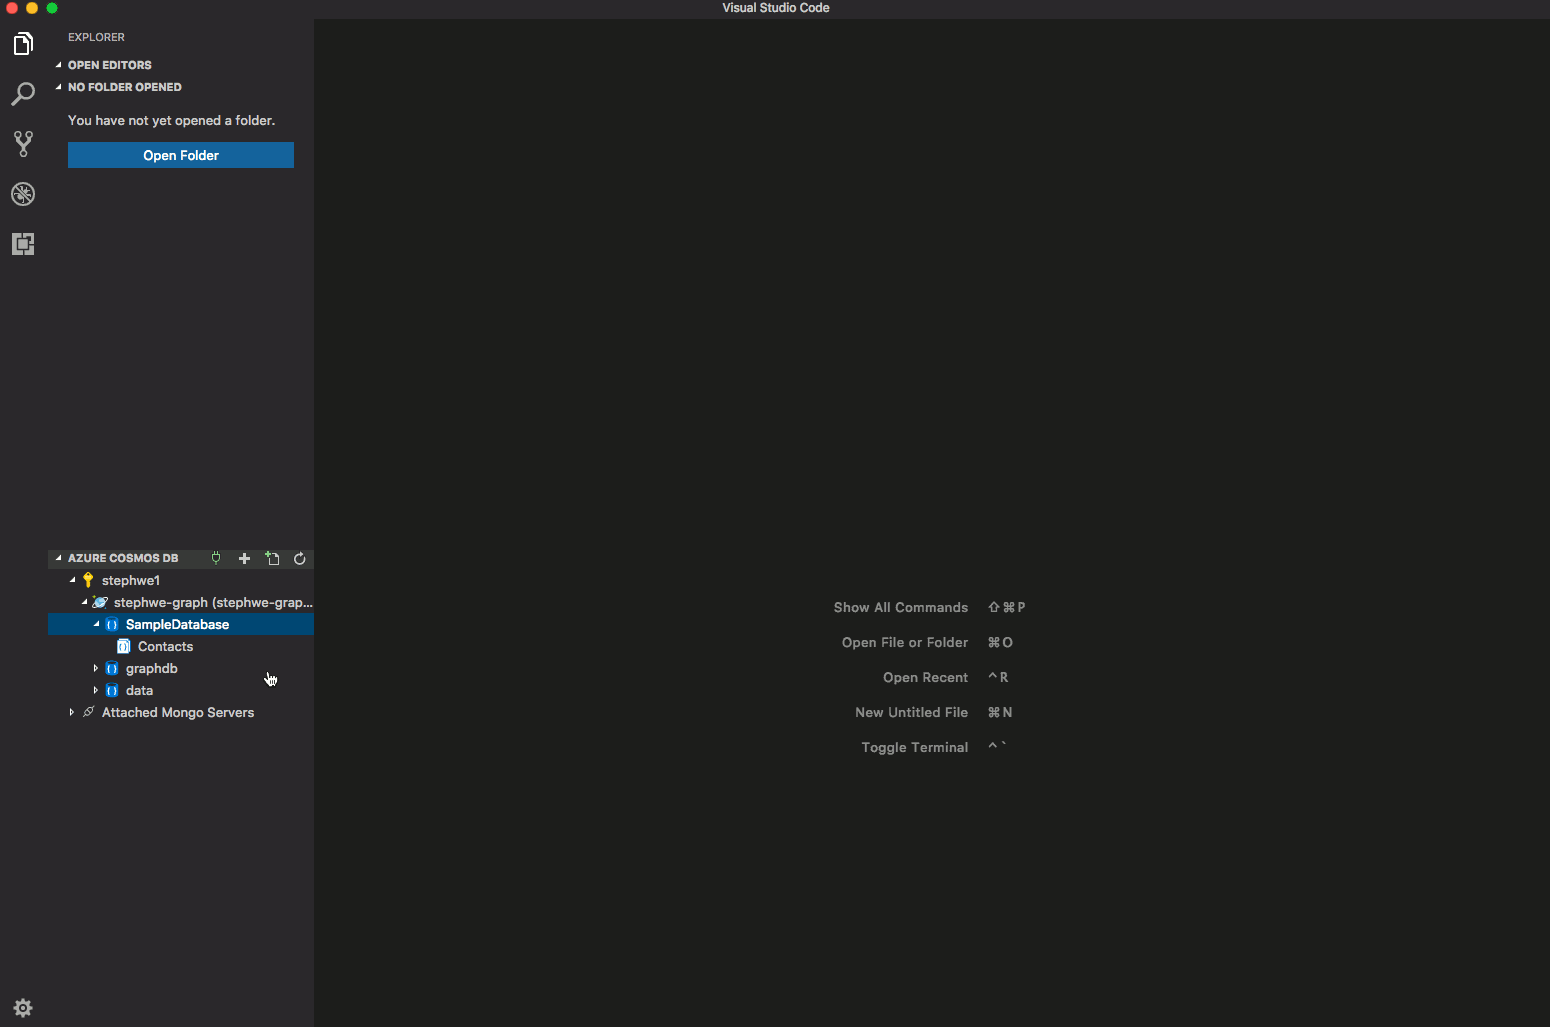 Visual Studio Code
EXPLORER
OPEN EDITORS
NO FOLDER OPENED
You have not yet opened a folder.
Open Folder
AZURE COSMOS DB
stephwe1
stephwe-graph (stephwe-grap...
SampleDatabase
Contacts
graphdb
data
Attached Mongo Servers
Show All Commands ⇧⌘P
Open File or Folder ⌘O
Open Recent ^R
New Untitled File ⌘N
Toggle Terminal ^`